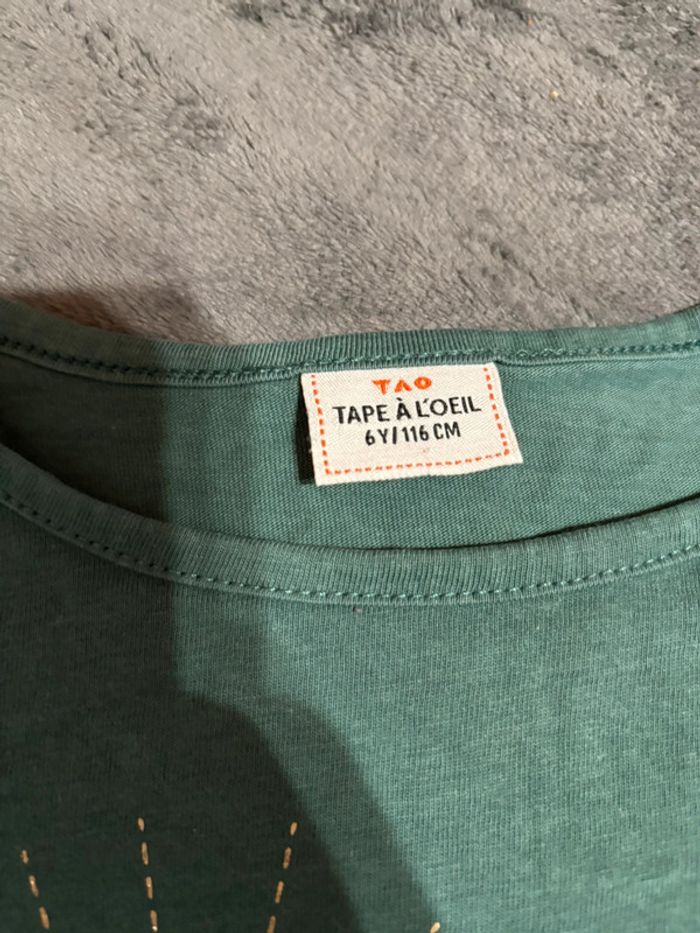 TAO
TAPE À L'OEIL
6Y/116 CM